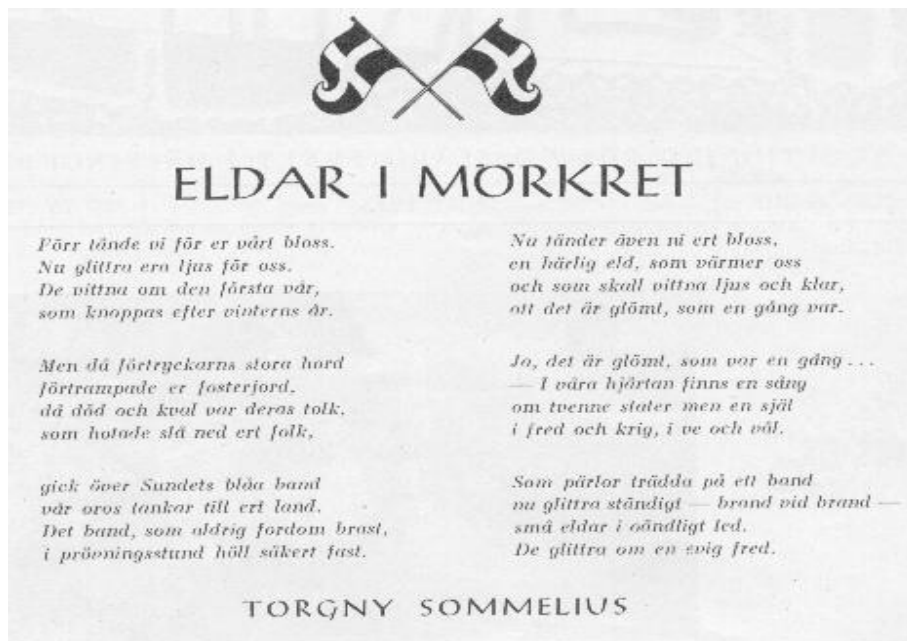 ELDAR I MÖRKRET
Förr tände vi för er vårt bloss.
Nu glittra era ljus för oss.
De vittna om den första vår,
som knoppas efter vinterns år.
Men då förtryckarns stora hord
förtrampade er fosterjord,
då död och kval var deras tolk,
som hotade slå ned ert folk,
gick över Sundets blåa band
vår oros tankar till ert land.
Det band, som aldrig fordom brast,
i prövningsstund höll säkert fast.
Nu tänder även ni ert bloss,
en härlig eld, som värmer oss
och som skall vittna ljus och klar,
att det är glömt, som en gång var.
Ja, det är glömt, som var en gång ...
— I våra hjärtan finns en sång
om tvenne stater men en själ
i fred och krig, i ve och väl.
Som pärlor trädda på ett band
nu glittra ständigt — brand vid brand —
små eldar i oändligt led.
De glittra om en evig fred.
TORGNY SOMMELIUS